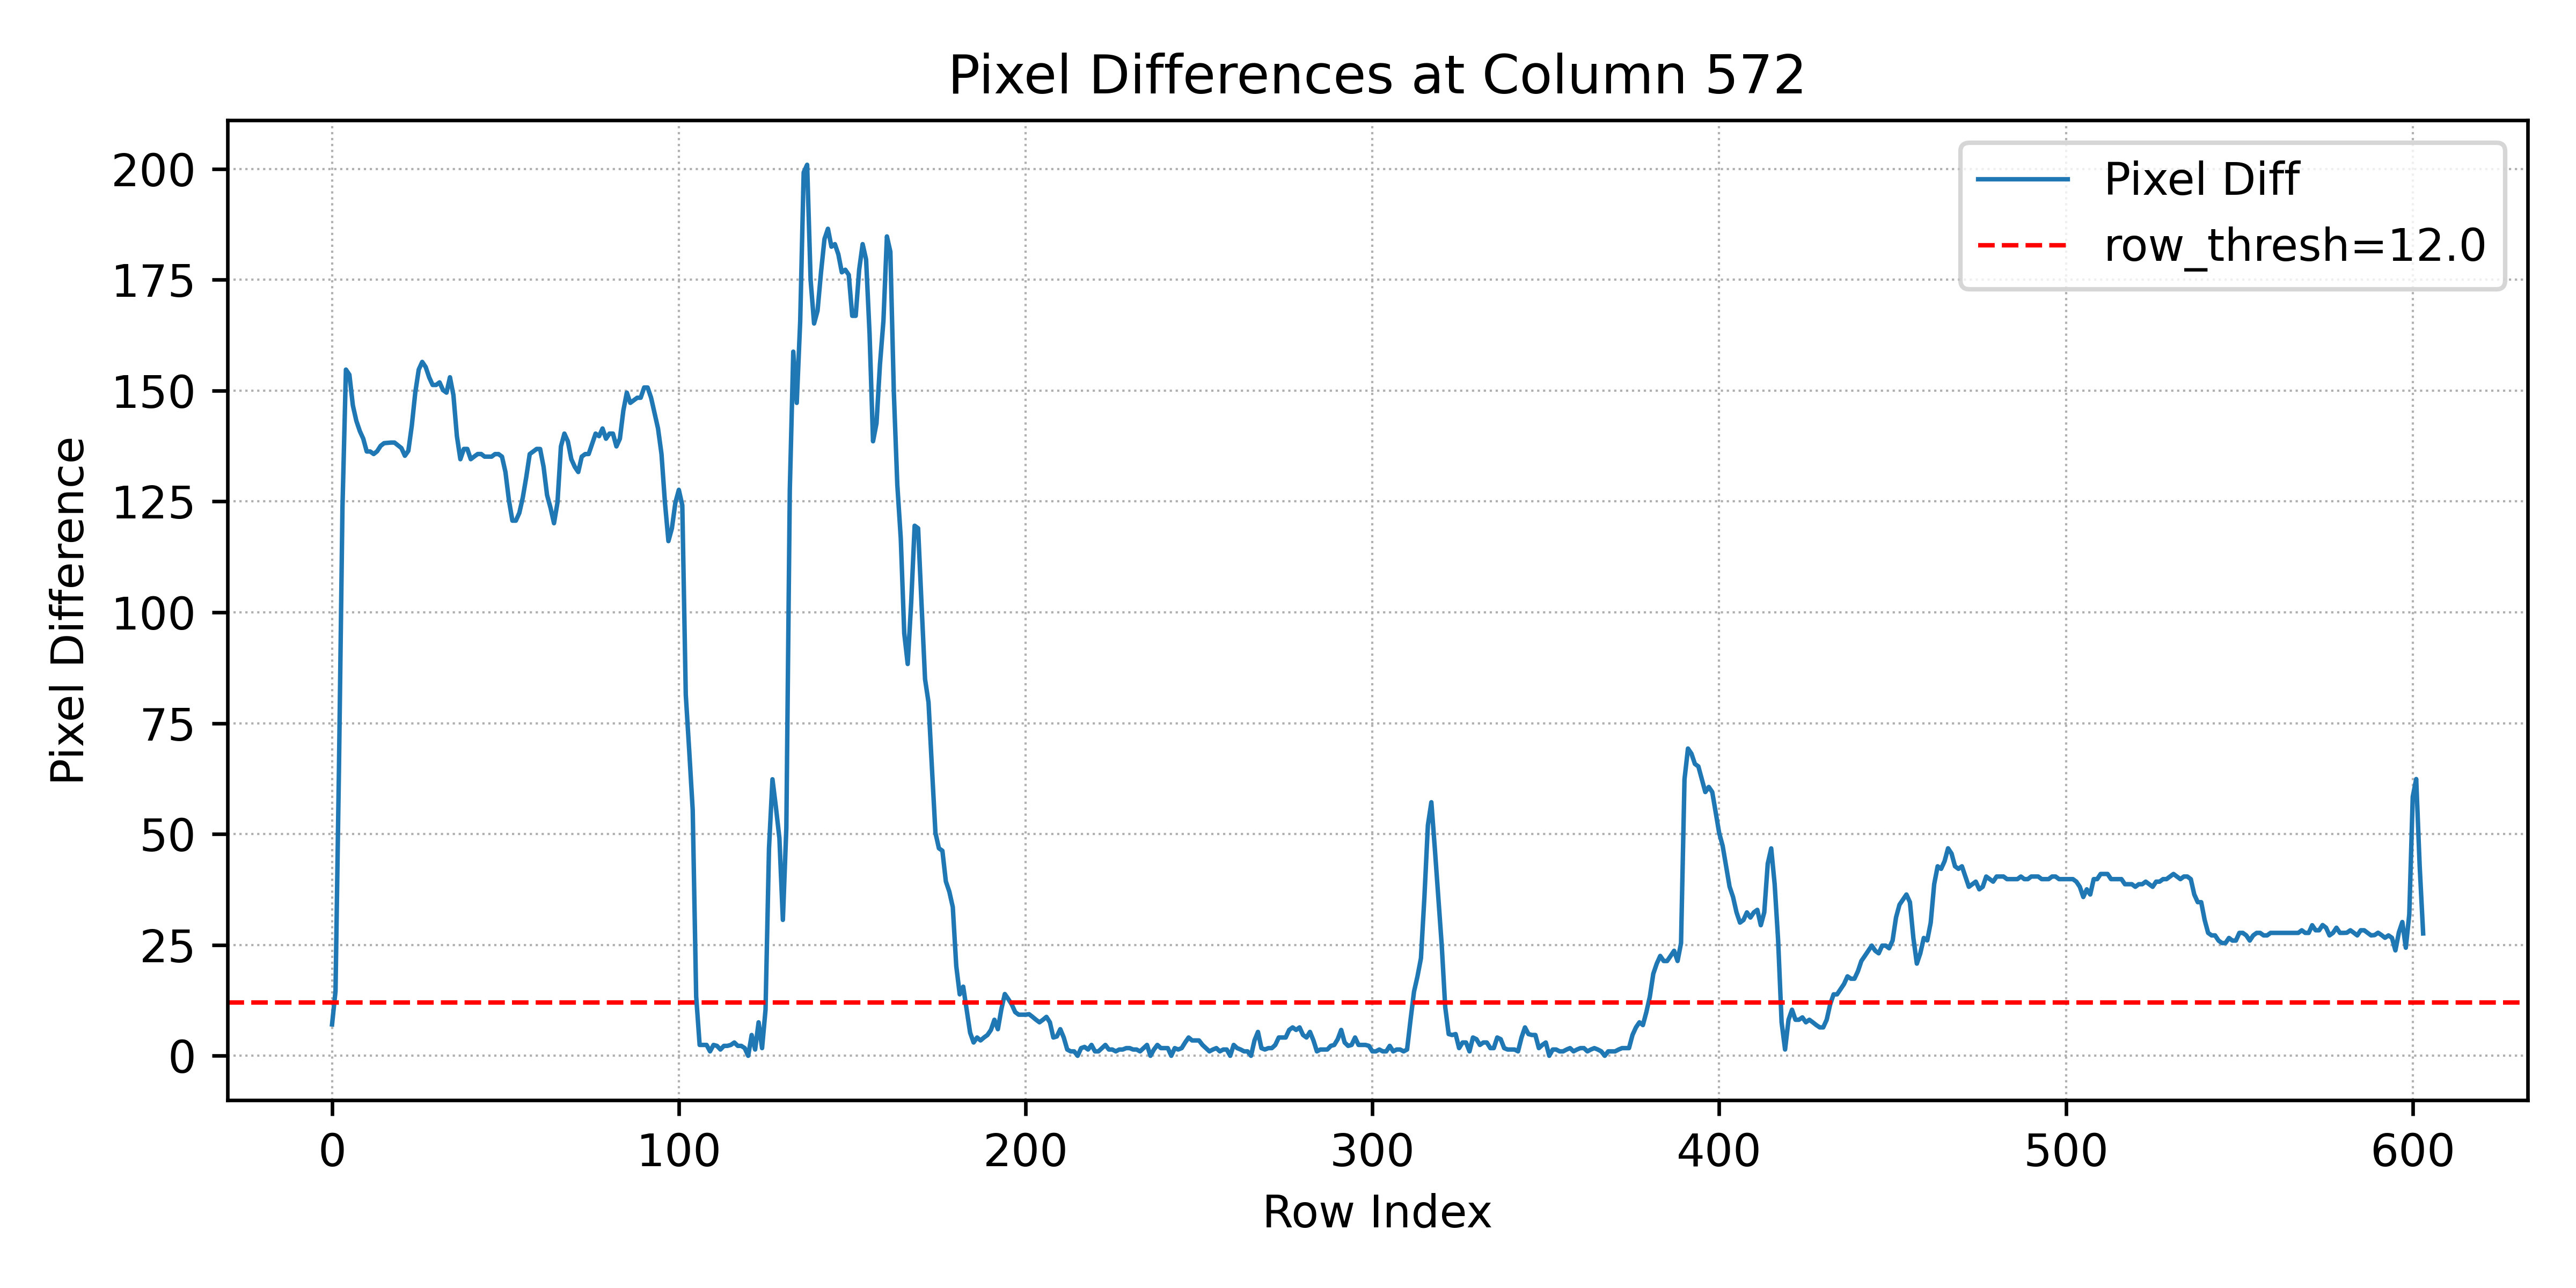 Pixel Differences at Column 572
Pixel Diff
row_thresh=12.0
Pixel Difference
200
175
150
125
100
75
50
25
0
0 100 200 300 400 500 600
Row Index